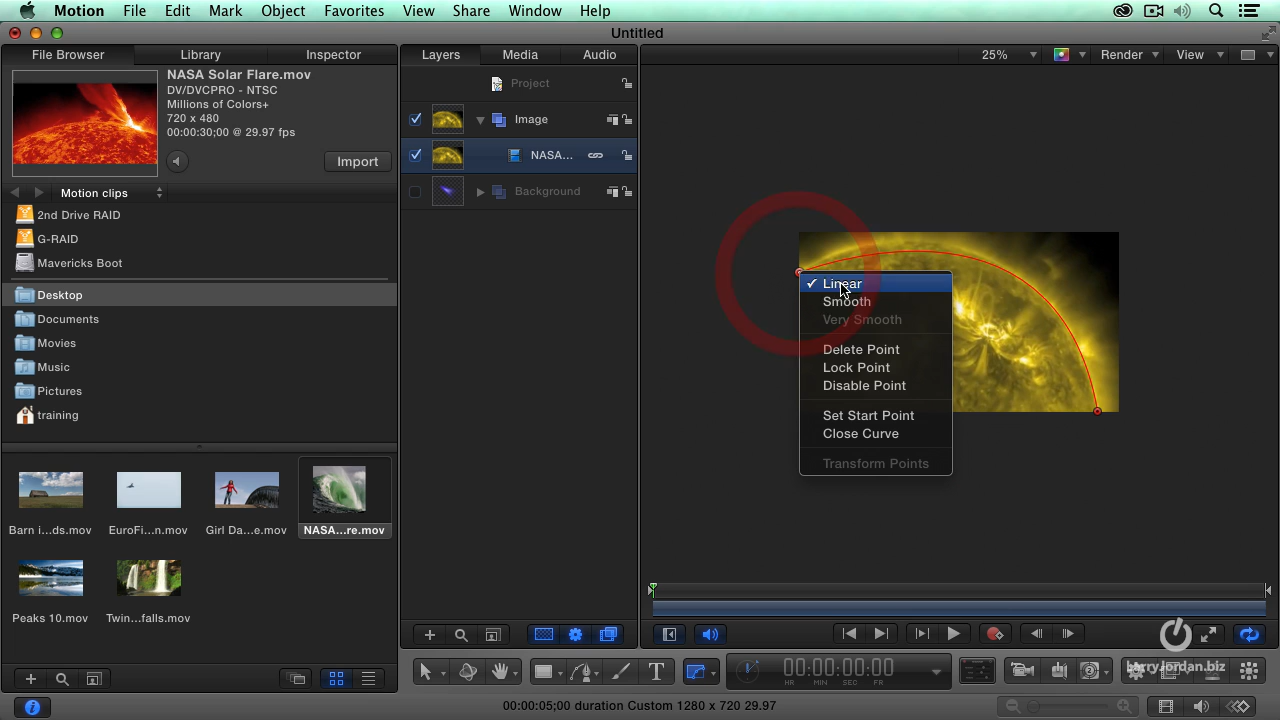 Motion File Edit Mark Object Favorites View Share Window Help
Untitled
File Browser Library Inspector
NASA Solar Flare.mov
DV/DVCPRO - NTSC
Millions of Colors+
720 x 480
00:00:30;00 @ 29.97 fps
Import
Motion clips
2nd Drive RAID
G-RAID
Mavericks Boot
Desktop
Documents
Movies
Music
Pictures
training
Barn i...ds.mov EuroFi...n.mov Girl Da...e.mov NASA...re.mov
Peaks 10.mov Twin...falls.mov
Layers Media Audio
Project
Image
NASA...
Background
25% Render View
Linear
Smooth
Very Smooth
Delete Point
Lock Point
Disable Point
Set Start Point
Close Curve
Transform Points
T
00:00:00:00
HR MIN SEC FR
larryjordan.biz
00:00:05;00 duration Custom 1280 x 720 29.97